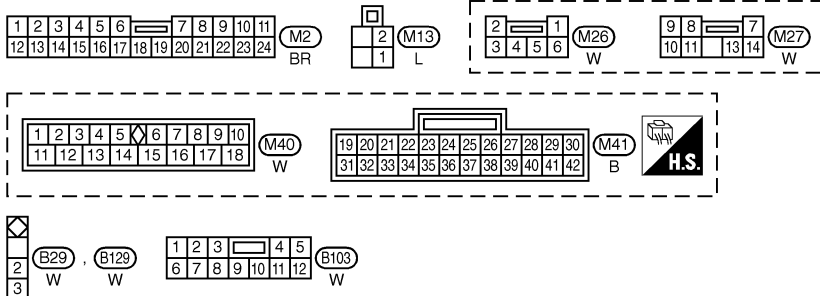 1 2 3 4 5 6 7 8 9 10 11
12 13 14 15 16 17 18 19 20 21 22 23 24
M2
BR
2
1
M13
L
2 1
3 4 5 6
M26
W
9 8 7
10 11 13 14
M27
W
1 2 3 4 5 6 7 8 9 10
11 12 13 14 15 16 17 18
M40
W
19 20 21 22 23 24 25 26 27 28 29 30
31 32 33 34 35 36 37 38 39 40 41 42
M41
B
H.S.
2
3
B29 , B129
W W
1 2 3 4 5
6 7 8 9 10 11 12
B103
W